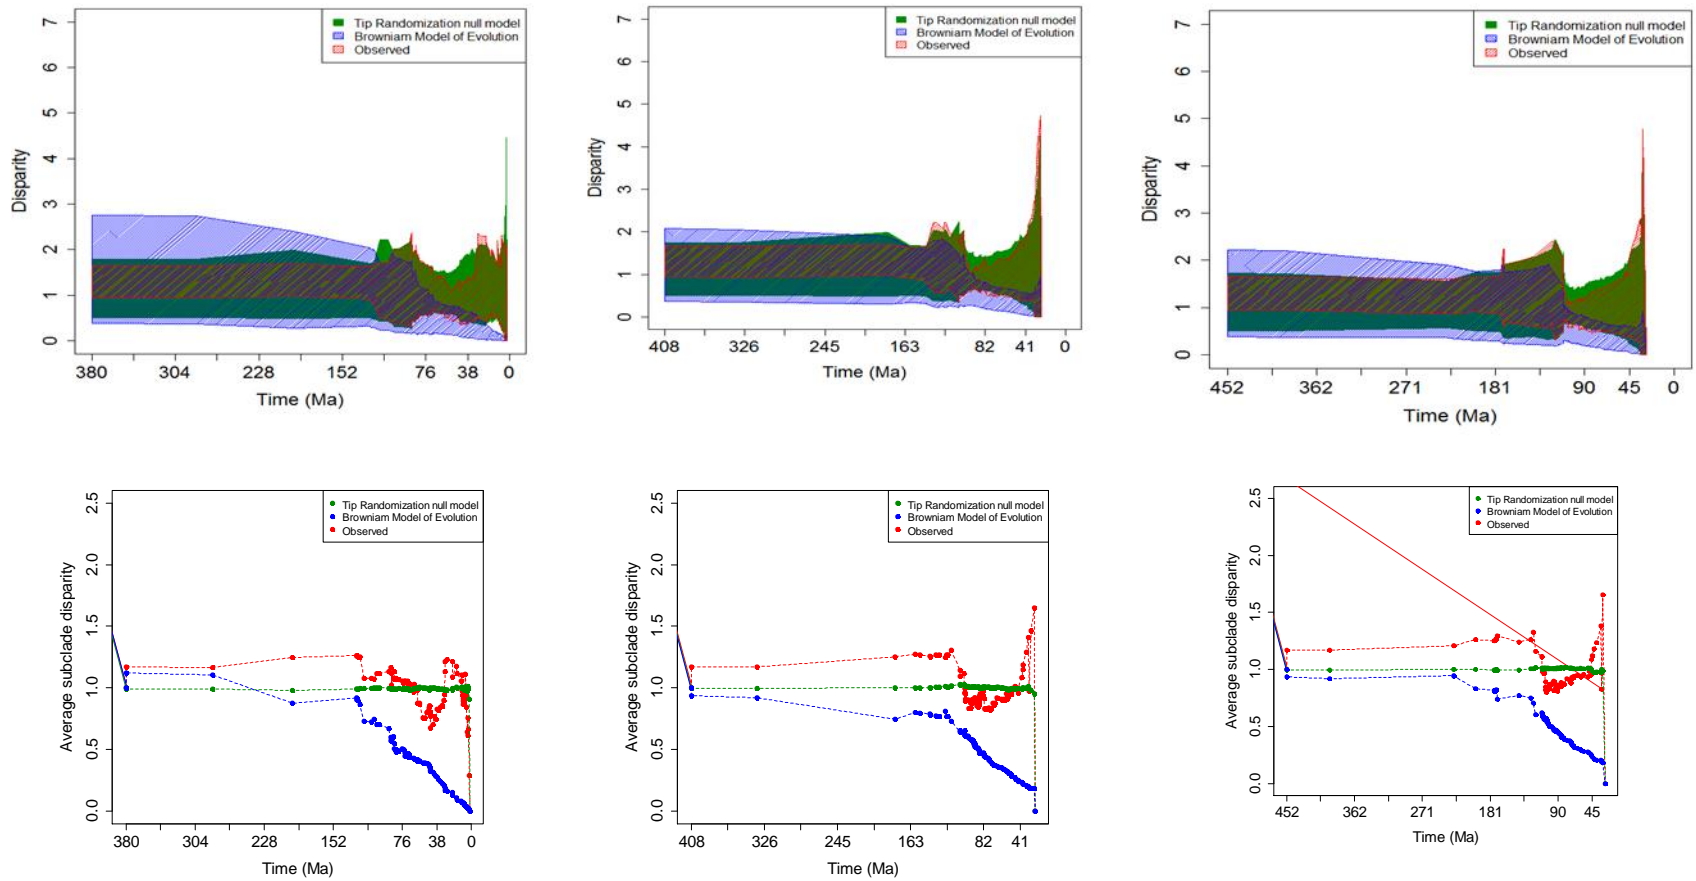 Tip Randomization null model
Browniam Model of Evolution
Observed
7
6
5
4
3
2
1
0
Disparity
380 304 228 152 76 38 0
Time (Ma)
Tip Randomization null model
Browniam Model of Evolution
Observed
7
6
5
4
3
2
1
0
Disparity
408 326 245 163 82 41 0
Time (Ma)
Tip Randomization null model
Browniam Model of Evolution
Observed
7
6
5
4
3
2
1
0
Disparity
452 362 271 181 90 45 0
Time (Ma)
Tip Randomization null model
Browniam Model of Evolution
Observed
2.5
2.0
1.5
1.0
0.5
0.0
Average subclade disparity
380 304 228 152 76 38 0
Time (Ma)
Tip Randomization null model
Browniam Model of Evolution
Observed
2.5
2.0
1.5
1.0
0.5
0.0
Average subclade disparity
408 326 245 163 82 41
Time (Ma)
Tip Randomization null model
Browniam Model of Evolution
Observed
2.5
2.0
1.5
1.0
0.5
0.0
Average subclade disparity
452 362 271 181 90 45
Time (Ma)